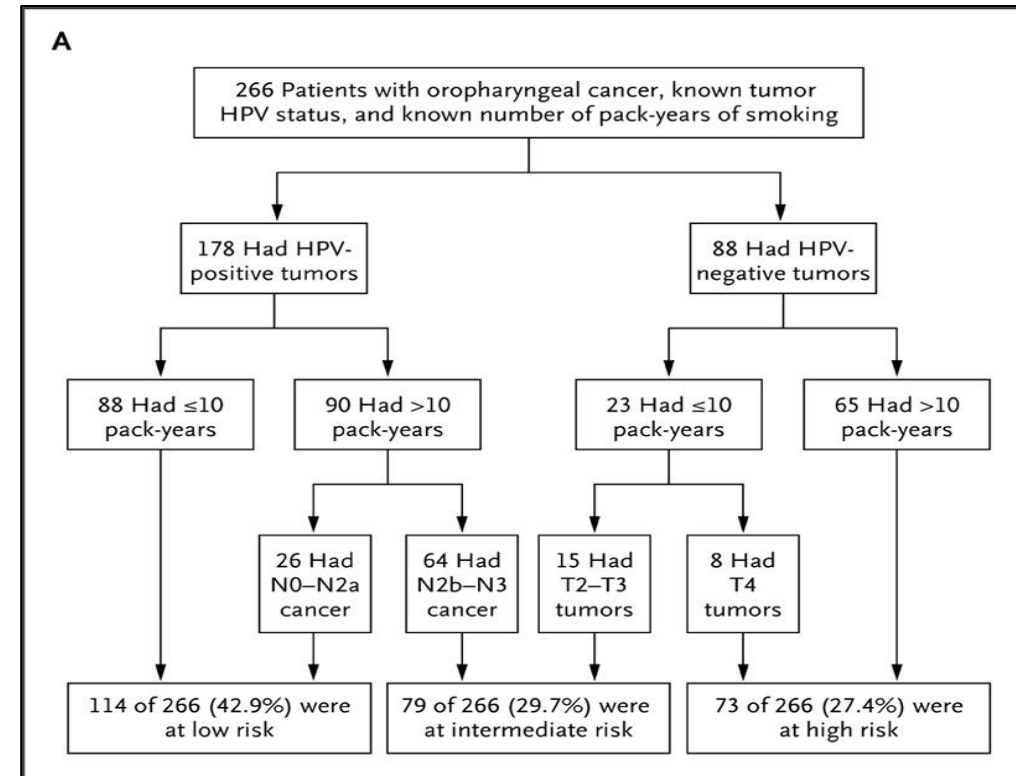 A
266 Patients with oropharyngeal cancer, known tumor
HPV status, and known number of pack-years of smoking
178 Had HPV-
positive tumors
88 Had HPV-
negative tumors
88 Had ≤10
pack-years
90 Had >10
pack-years
23 Had ≤10
pack-years
65 Had >10
pack-years
26 Had
N0–N2a
cancer
64 Had
N2b–N3
cancer
15 Had
T2–T3
tumors
8 Had
T4
tumors
114 of 266 (42.9%) were
at low risk
79 of 266 (29.7%) were
at intermediate risk
73 of 266 (27.4%) were
at high risk